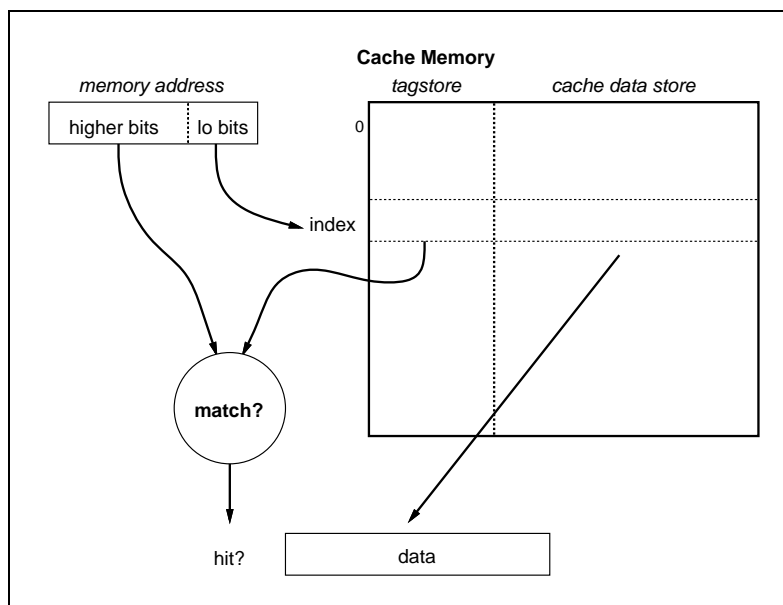 Cache Memory
memory address
tagstore
cache data store
higher bits
lo bits
0
index
match?
hit?
data